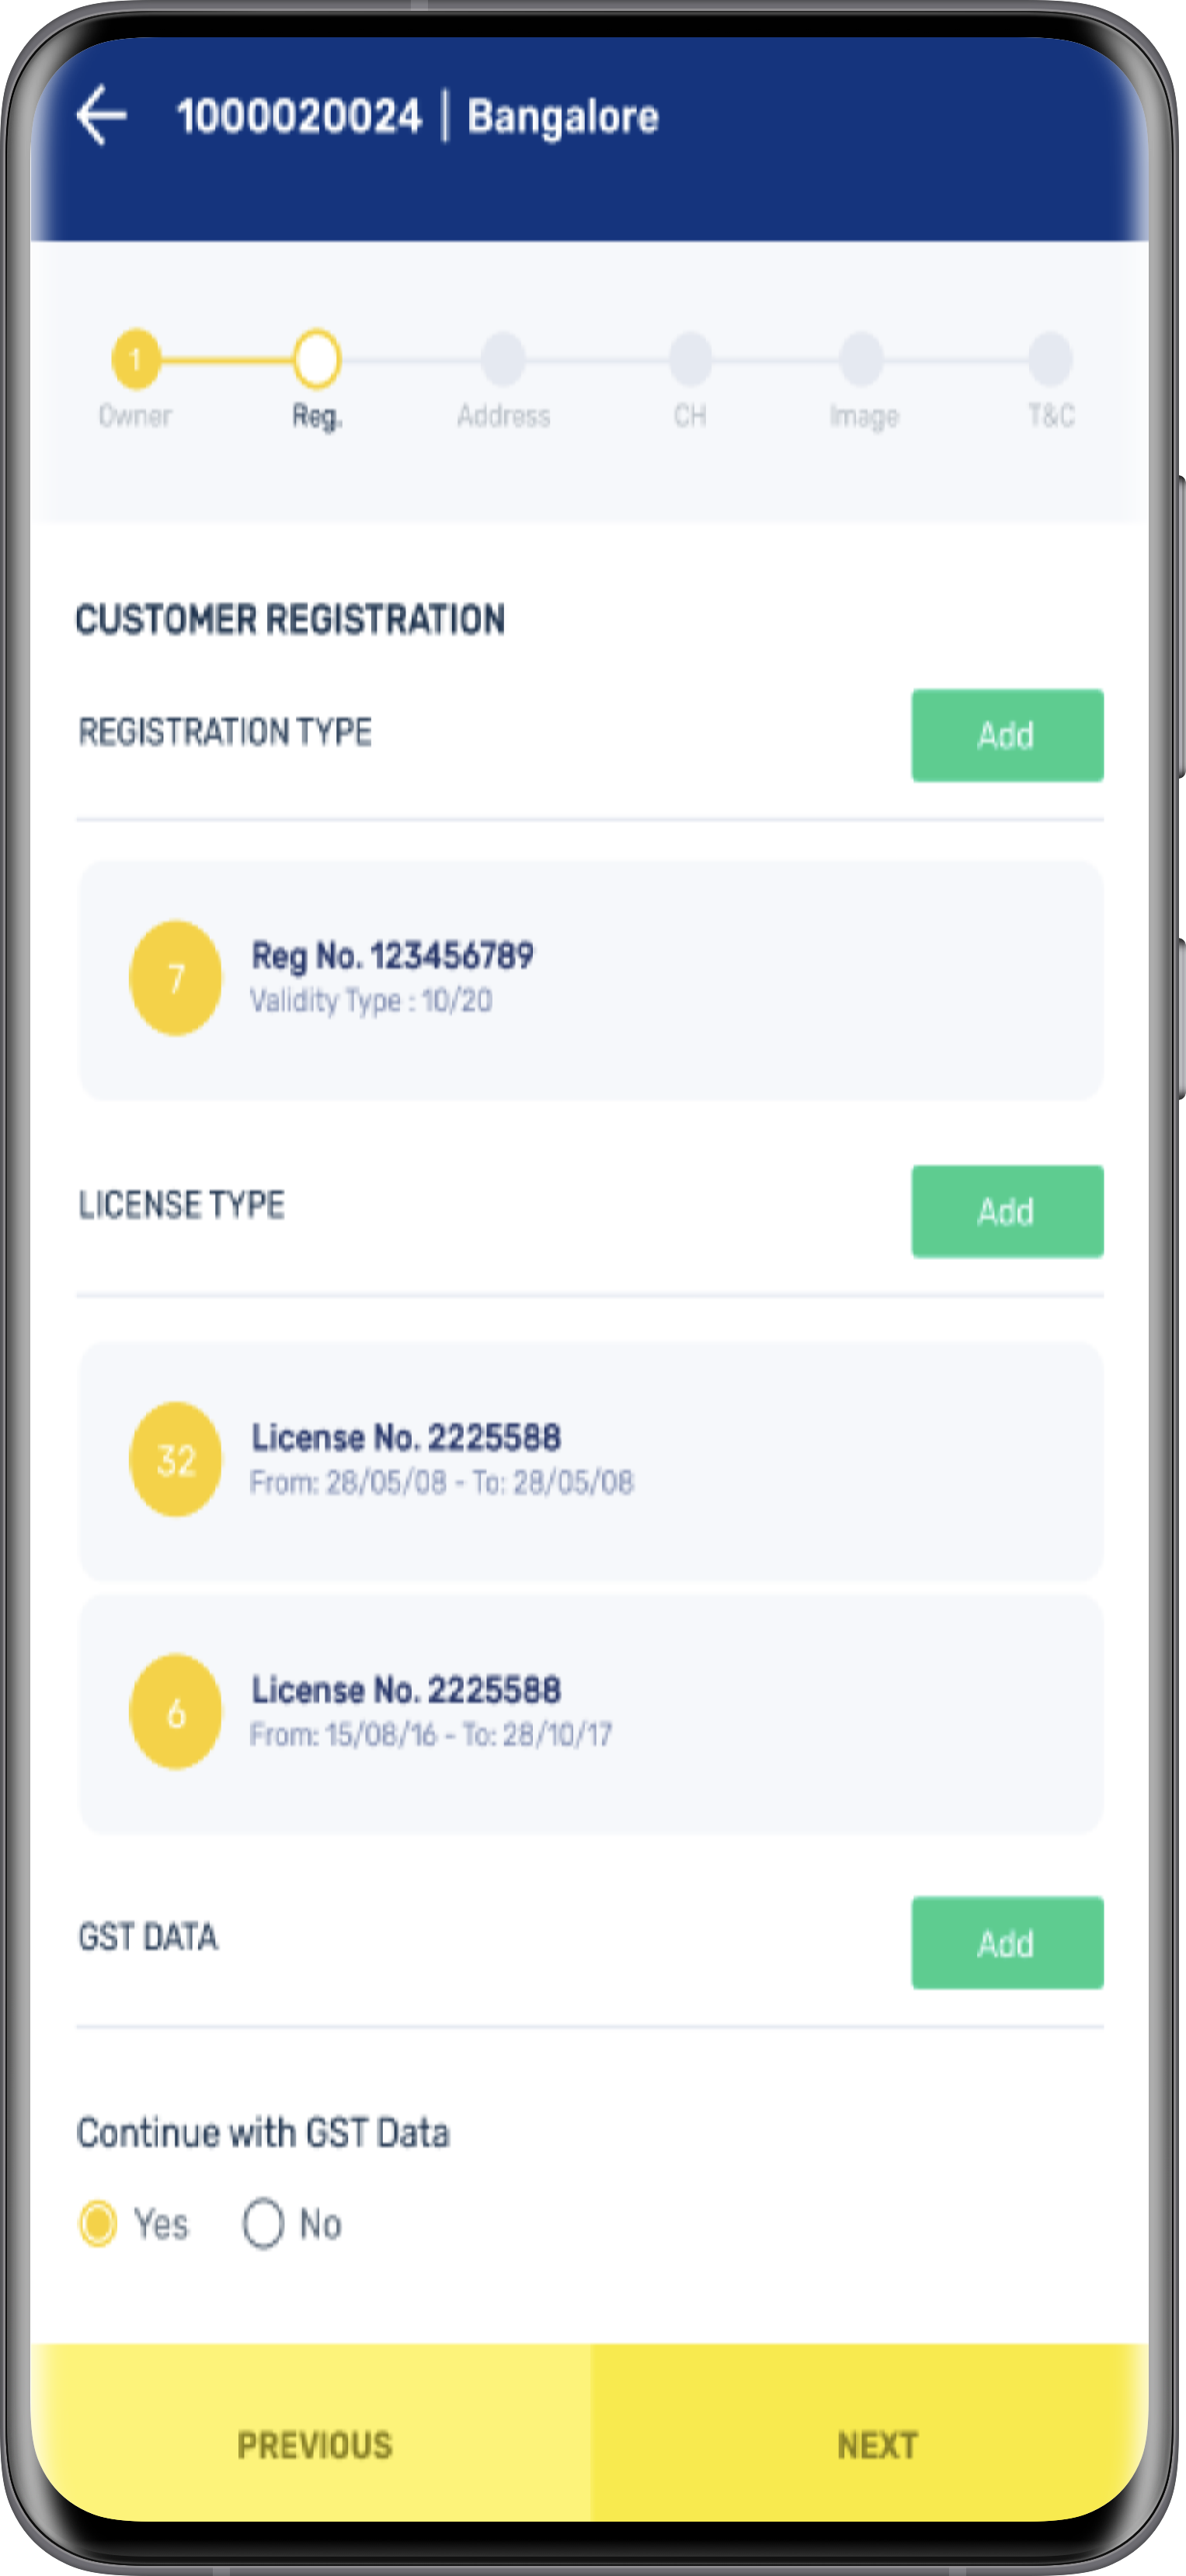 1000020024 | Bangalore
1
Owner Reg. Address CH Image T&C
CUSTOMER REGISTRATION
REGISTRATION TYPE Add
7
Reg No. 123456789
Validity Type : 10/20
LICENSE TYPE Add
32
License No. 2225588
From: 28/05/08 - To: 28/05/08
6
License No. 2225588
From: 15/08/16 - To: 28/10/17
GST DATA Add
Continue with GST Data
Yes No
PREVIOUS NEXT